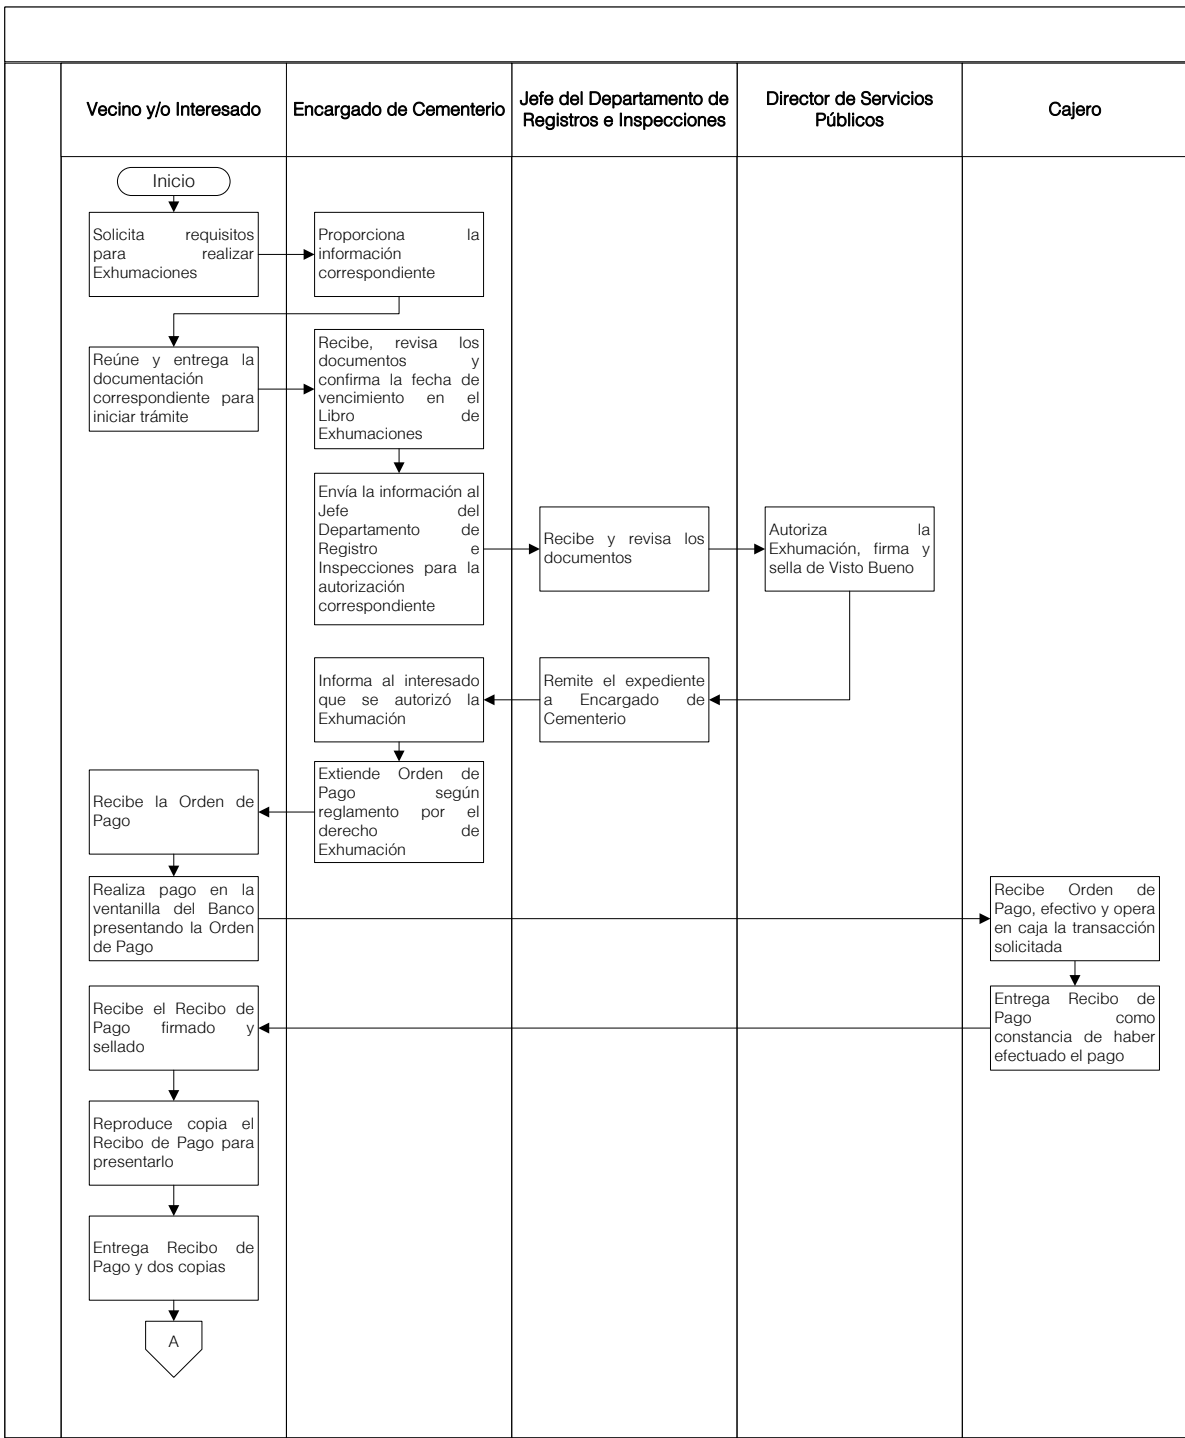 Vecino y/o Interesado
Encargado de Cementerio
Jefe del Departamento de
Registros e Inspecciones
Director de Servicios
Públicos
Cajero
Inicio
Solicita requisitos
para realizar
Exhumaciones
Proporciona la
información
correspondiente
Reúne y entrega la
documentación
correspondiente para
iniciar trámite
Recibe, revisa los
documentos y
confirma la fecha de
vencimiento en el
Libro de
Exhumaciones
Envía la información al
Jefe del
Departamento de
Registro e
Inspecciones para la
autorización
correspondiente
Recibe y revisa los
documentos
Autoriza la
Exhumación, firma y
sella de Visto Bueno
Remite el expediente
a Encargado de
Cementerio
Informa al interesado
que se autorizó la
Exhumación
Extiende Orden de
Pago según
reglamento por el
derecho de
Exhumación
Recibe la Orden de
Pago
Realiza pago en la
ventanilla del Banco
presentando la Orden
de Pago
Recibe Orden de
Pago, efectivo y opera
en caja la transacción
solicitada
Entrega Recibo de
Pago como
constancia de haber
efectuado el pago
Recibe el Recibo de
Pago firmado y
sellado
Reproduce copia el
Recibo de Pago para
presentarlo
Entrega Recibo de
Pago y dos copias
A